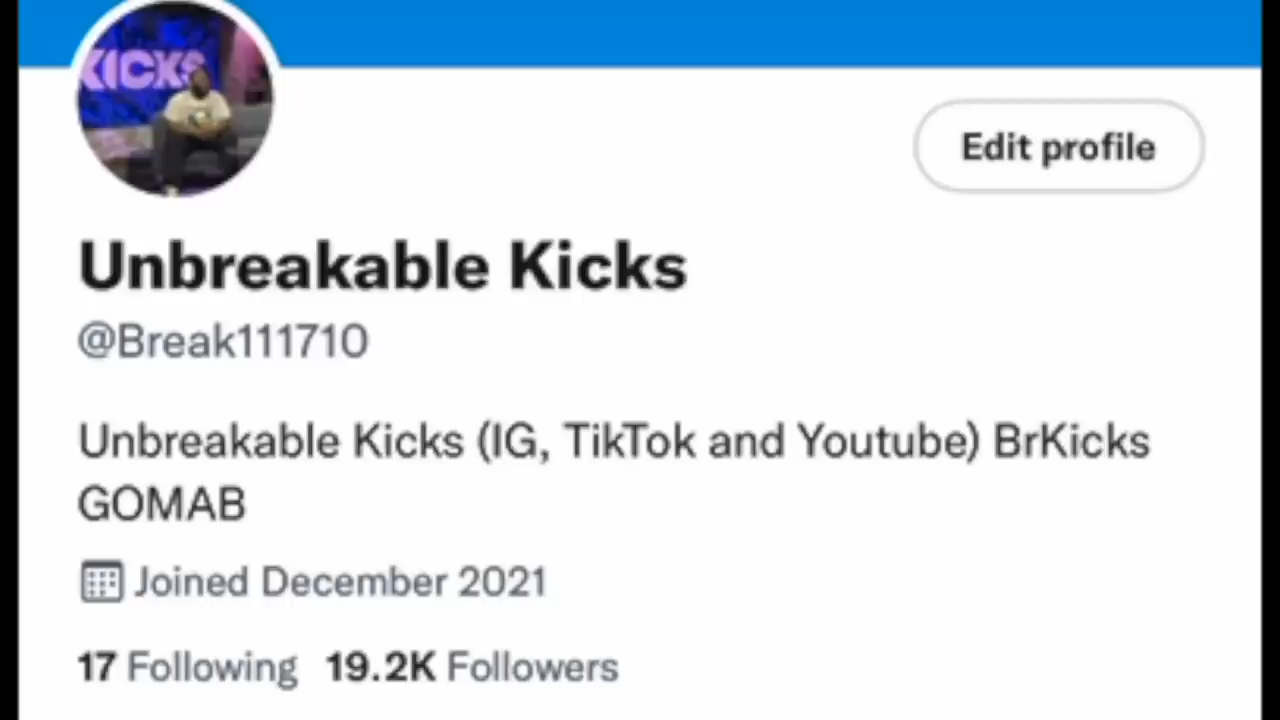 KICKS
Edit profile
Unbreakable Kicks
@Break111710
Unbreakable Kicks (IG, TikTok and Youtube) BrKicks
GOMAB
Joined December 2021
17 Following 19.2K Followers